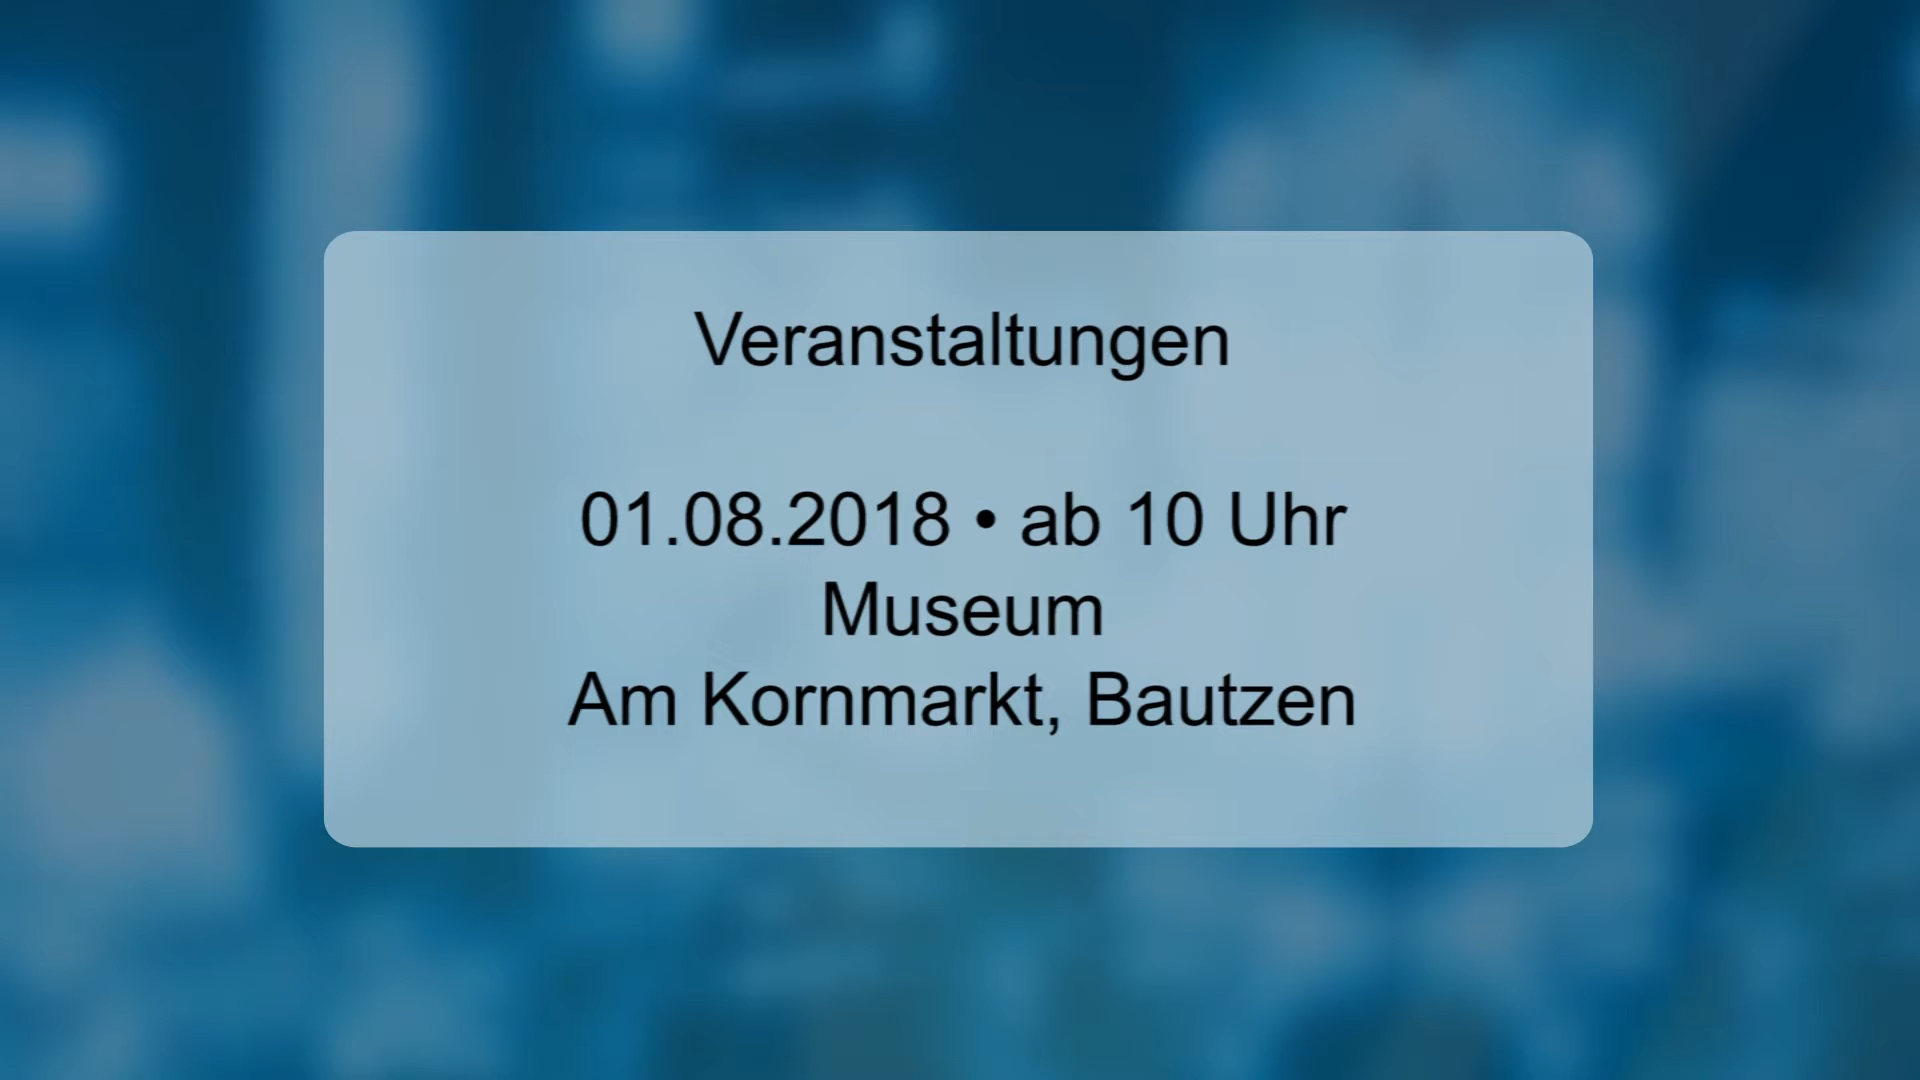 Veranstaltungen
01.08.2018 • ab 10 Uhr
Museum
Am Kornmarkt, Bautzen